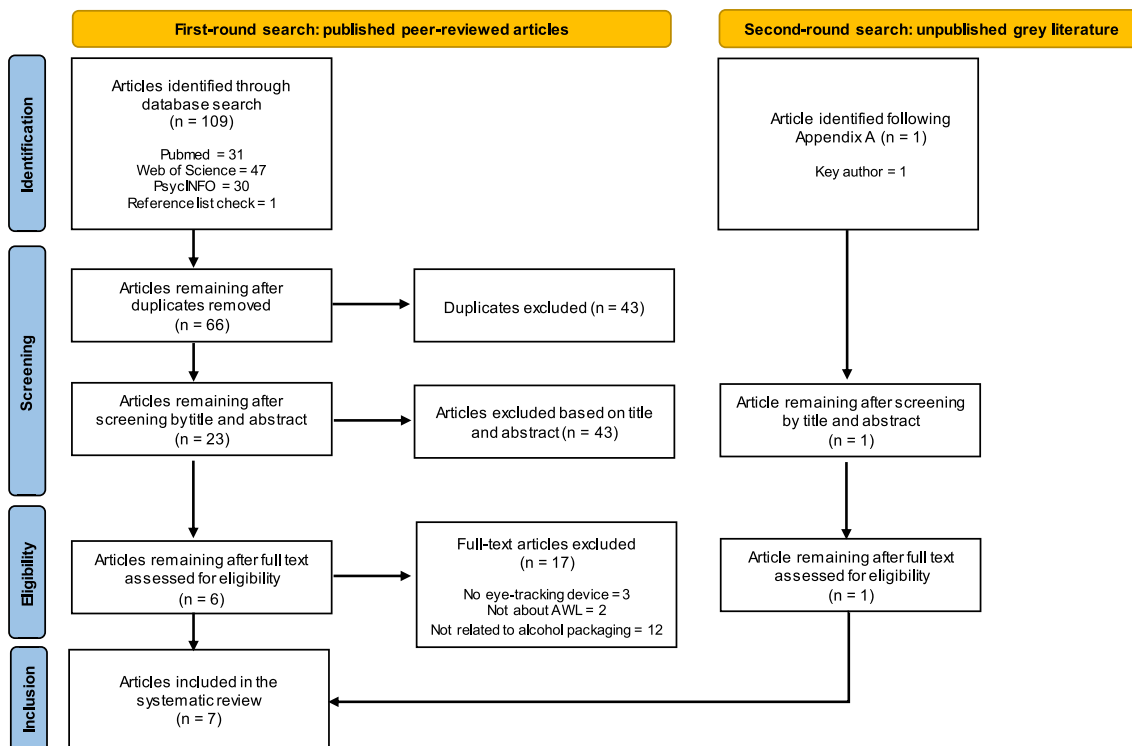 First-round search: published peer-reviewed articles
Second-round search: unpublished grey literature
Identification
Articles identified through
database search
(n = 109)
Pubmed = 31
Web of Science = 47
PsycINFO = 30
Reference list check = 1
Article identified following
Appendix A (n = 1)
Key author = 1
Screening
Articles remaining after
duplicates removed
(n = 66)
Duplicates excluded (n = 43)
Articles remaining after
screening by title and abstract
(n = 23)
Articles excluded based on title
and abstract (n = 43)
Article remaining after screening
by title and abstract
(n = 1)
Eligibility
Articles remaining after full text
assessed for eligibility
(n = 6)
Full-text articles excluded
(n = 17)
No eye-tracking device = 3
Not about AWL = 2
Not related to alcohol packaging = 12
Article remaining after full text
assessed for eligibility
(n = 1)
Inclusion
Articles included in the
systematic review
(n = 7)